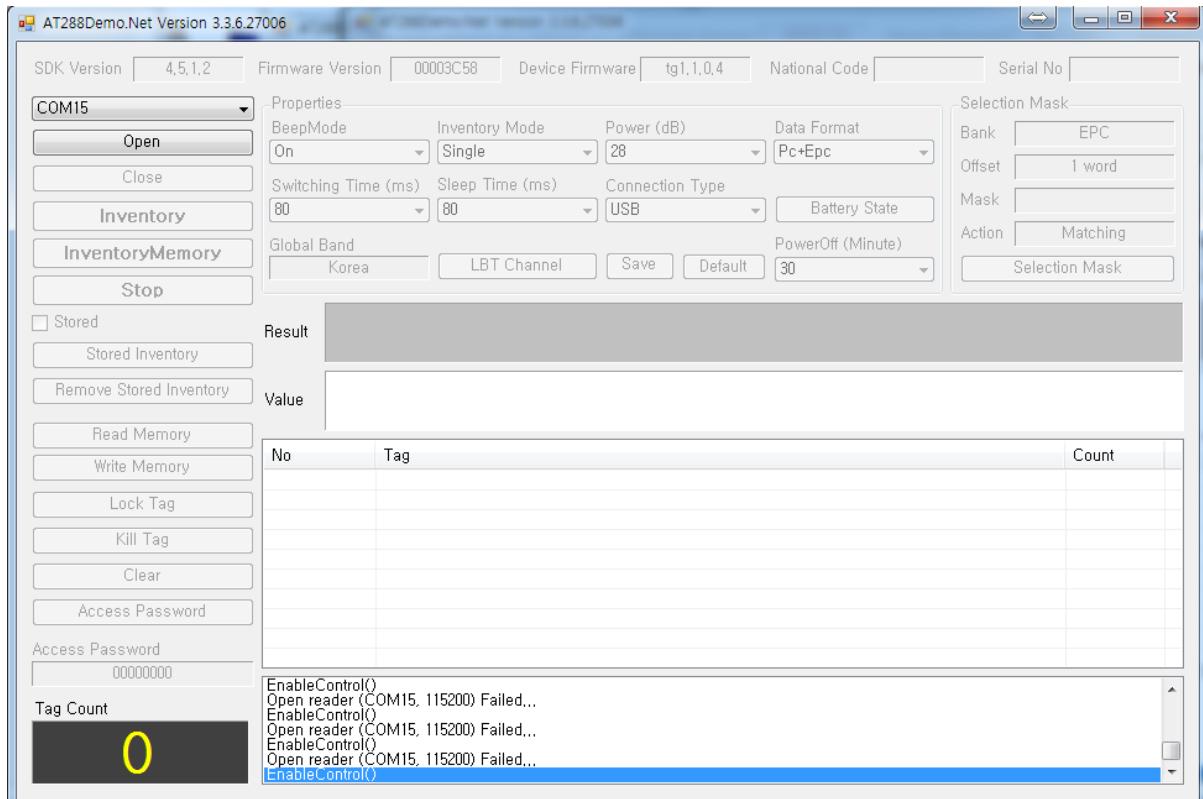 AT288Demo.Net Version 3.3.6.27006
SDK Version 4,5,1,2 Firmware Version 00003C58 Device Firmware tg1,1,0,4 National Code Serial No
COM15
Open
Close
Inventory
InventoryMemory
Stop
Stored
Stored Inventory
Remove Stored Inventory
Read Memory
Write Memory
Lock Tag
Kill Tag
Clear
Access Password
Access Password
00000000
Tag Count
0
Properties
BeepMode Inventory Mode Power (dB) Data Format
On Single 28 Pc+Epc
Switching Time (ms) Sleep Time (ms) Connection Type
80 80 USB Battery State
Global Band PowerOff (Minute)
Korea LBT Channel Save Default 30
Selection Mask
Bank EPC
Offset 1 word
Mask
Action Matching
Selection Mask
Result
Value
No Tag Count
EnableControl()
Open reader (COM15, 115200) Failed,,,
EnableControl()
Open reader (COM15, 115200) Failed,,,
EnableControl()
Open reader (COM15, 115200) Failed,,,
EnableControl()